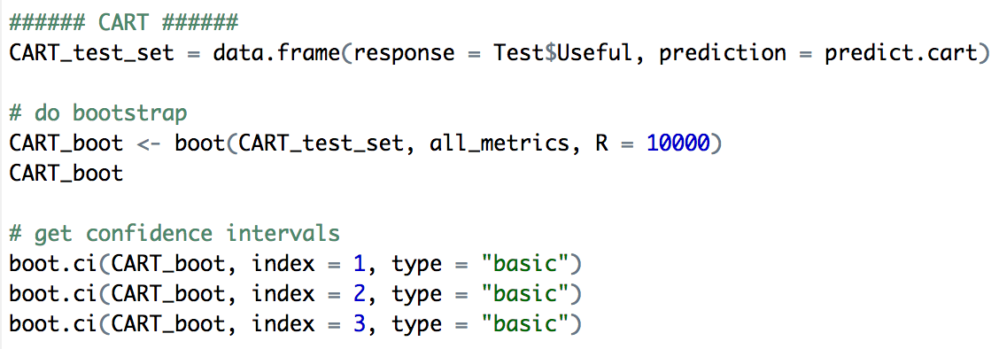 ###### CART ######
CART_test_set = data.frame(response = Test$Useful, prediction = predict.cart)
# do bootstrap
CART_boot <- boot(CART_test_set, all_metrics, R = 10000)
CART_boot
# get confidence intervals
boot.ci(CART_boot, index = 1, type = "basic")
boot.ci(CART_boot, index = 2, type = "basic")
boot.ci(CART_boot, index = 3, type = "basic")